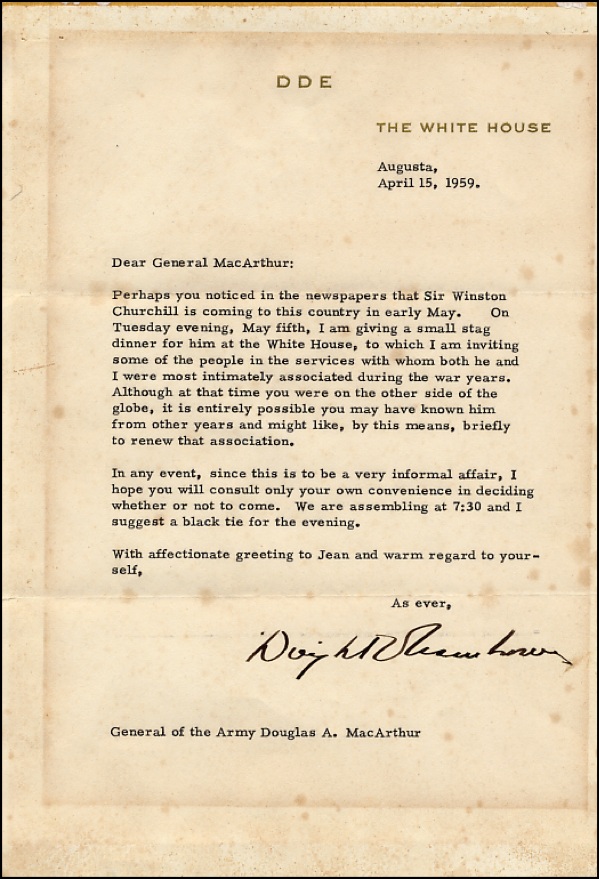 DDE
THE WHITE HOUSE
Augusta,
April 15, 1959.
Dear General MacArthur:
Perhaps you noticed in the newspapers that Sir Winston
Churchill is coming to this country in early May. On
Tuesday evening, May fifth, I am giving a small stag
dinner for him at the White House, to which I am inviting
some of the people in the services with whom both he and
I were most intimately associated during the war years.
Although at that time you were on the other side of the
globe, it is entirely possible you may have known him
from other years and might like, by this means, briefly
to renew that association.
In any event, since this is to be a very informal affair, I
hope you will consult only your own convenience in deciding
whether or not to come. We are assembling at 7:30 and I
suggest a black tie for the evening.
With affectionate greeting to Jean and warm regard to your-
self,
As ever,
Dwight D Eisenhower
General of the Army Douglas A. MacArthur